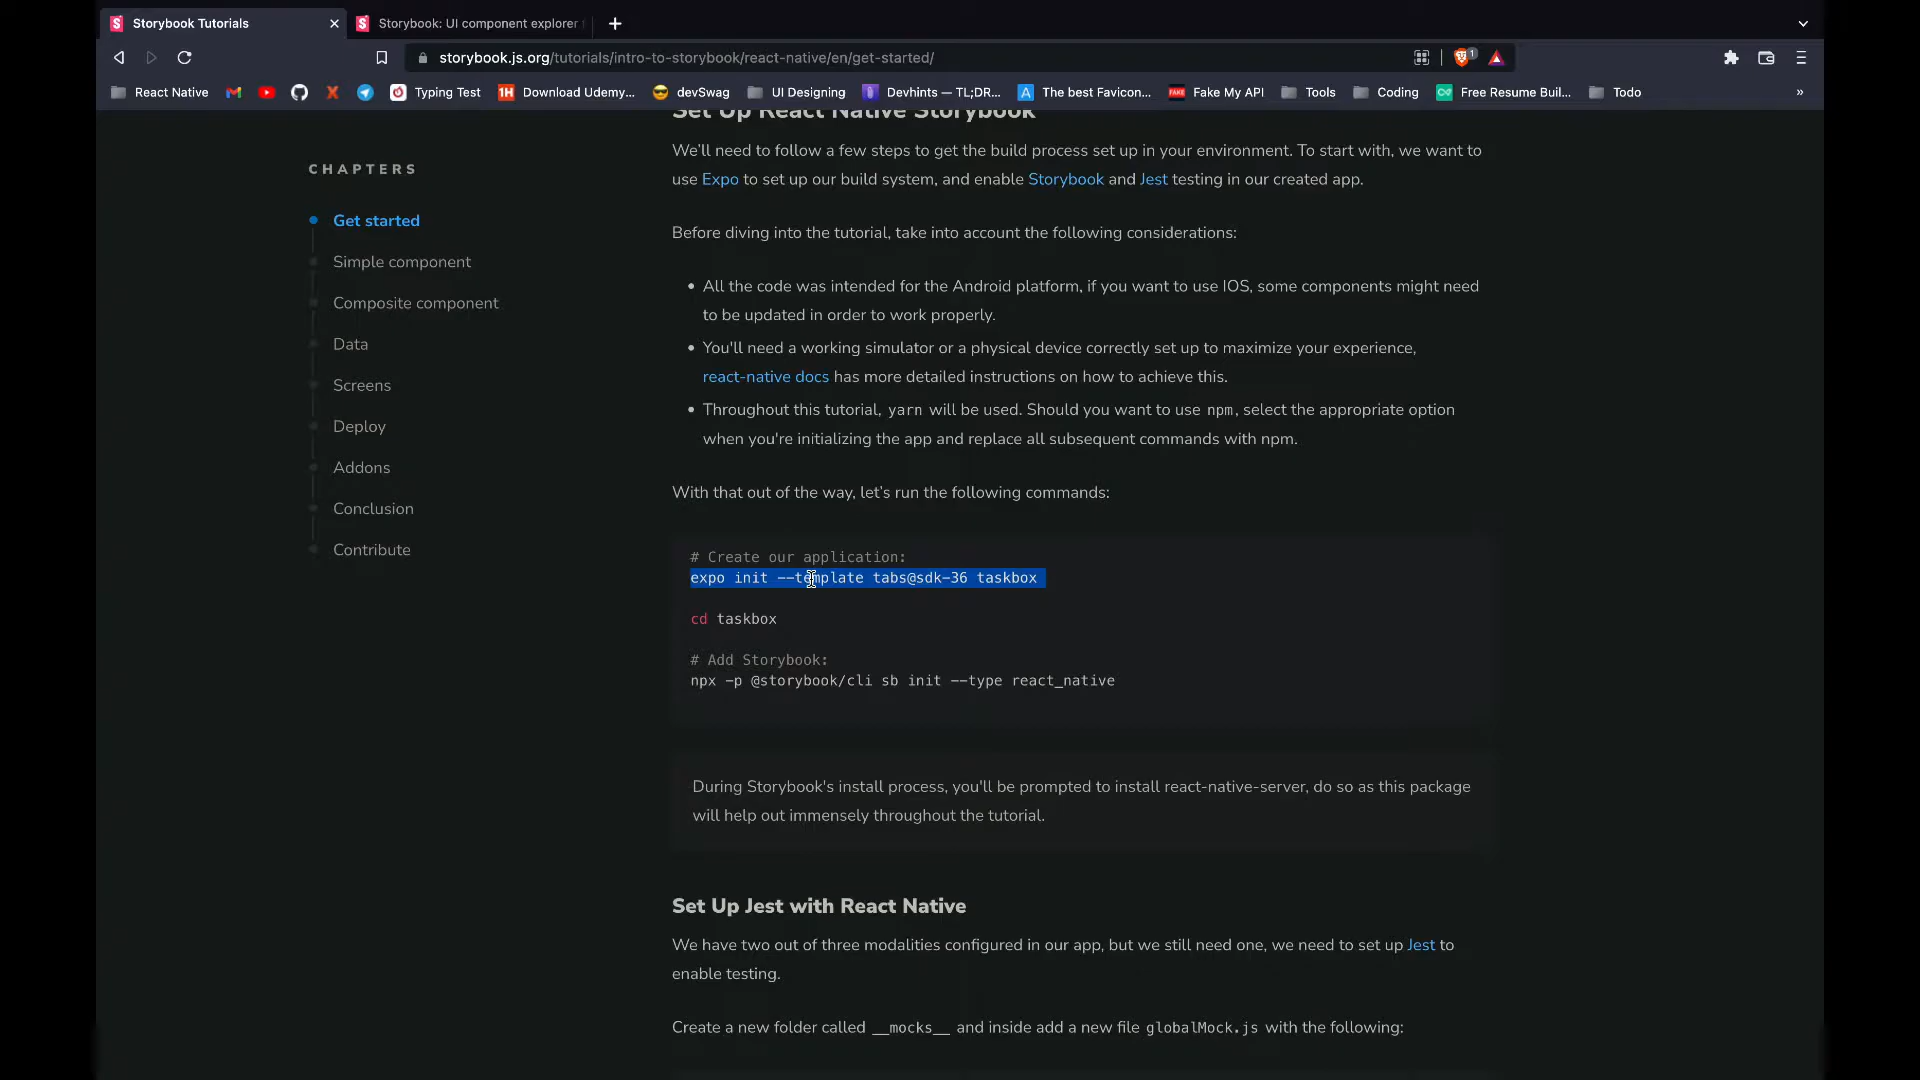 Storybook Tutorials
Storybook: UI component explorer
storybook.js.org/tutorials/intro-to-storybook/react-native/en/get-started/
1
React Native
Typing Test
1H Download Udemy...
devSwag
UI Designing
Devhints — TL;DR...
A The best Favicon...
FAKE Fake My API
Tools
Coding
Free Resume Buil...
Todo
»
Set Up React Native Storybook
CHAPTERS
Get started
Simple component
Composite component
Data
Screens
Deploy
Addons
Conclusion
Contribute
We'll need to follow a few steps to get the build process set up in your environment. To start with, we want to
use Expo to set up our build system, and enable Storybook and Jest testing in our created app.
Before diving into the tutorial, take into account the following considerations:
• All the code was intended for the Android platform, if you want to use IOS, some components might need
to be updated in order to work properly.
• You'll need a working simulator or a physical device correctly set up to maximize your experience,
react-native docs has more detailed instructions on how to achieve this.
• Throughout this tutorial, yarn will be used. Should you want to use npm, select the appropriate option
when you're initializing the app and replace all subsequent commands with npm.
With that out of the way, let's run the following commands:
# Create our application:
expo init --template tabs@sdk-36 taskbox
cd taskbox
# Add Storybook:
npx -p @storybook/cli sb init --type react_native
During Storybook's install process, you'll be prompted to install react-native-server, do so as this package
will help out immensely throughout the tutorial.
Set Up Jest with React Native
We have two out of three modalities configured in our app, but we still need one, we need to set up Jest to
enable testing.
Create a new folder called __mocks__ and inside add a new file globalMock.js with the following: